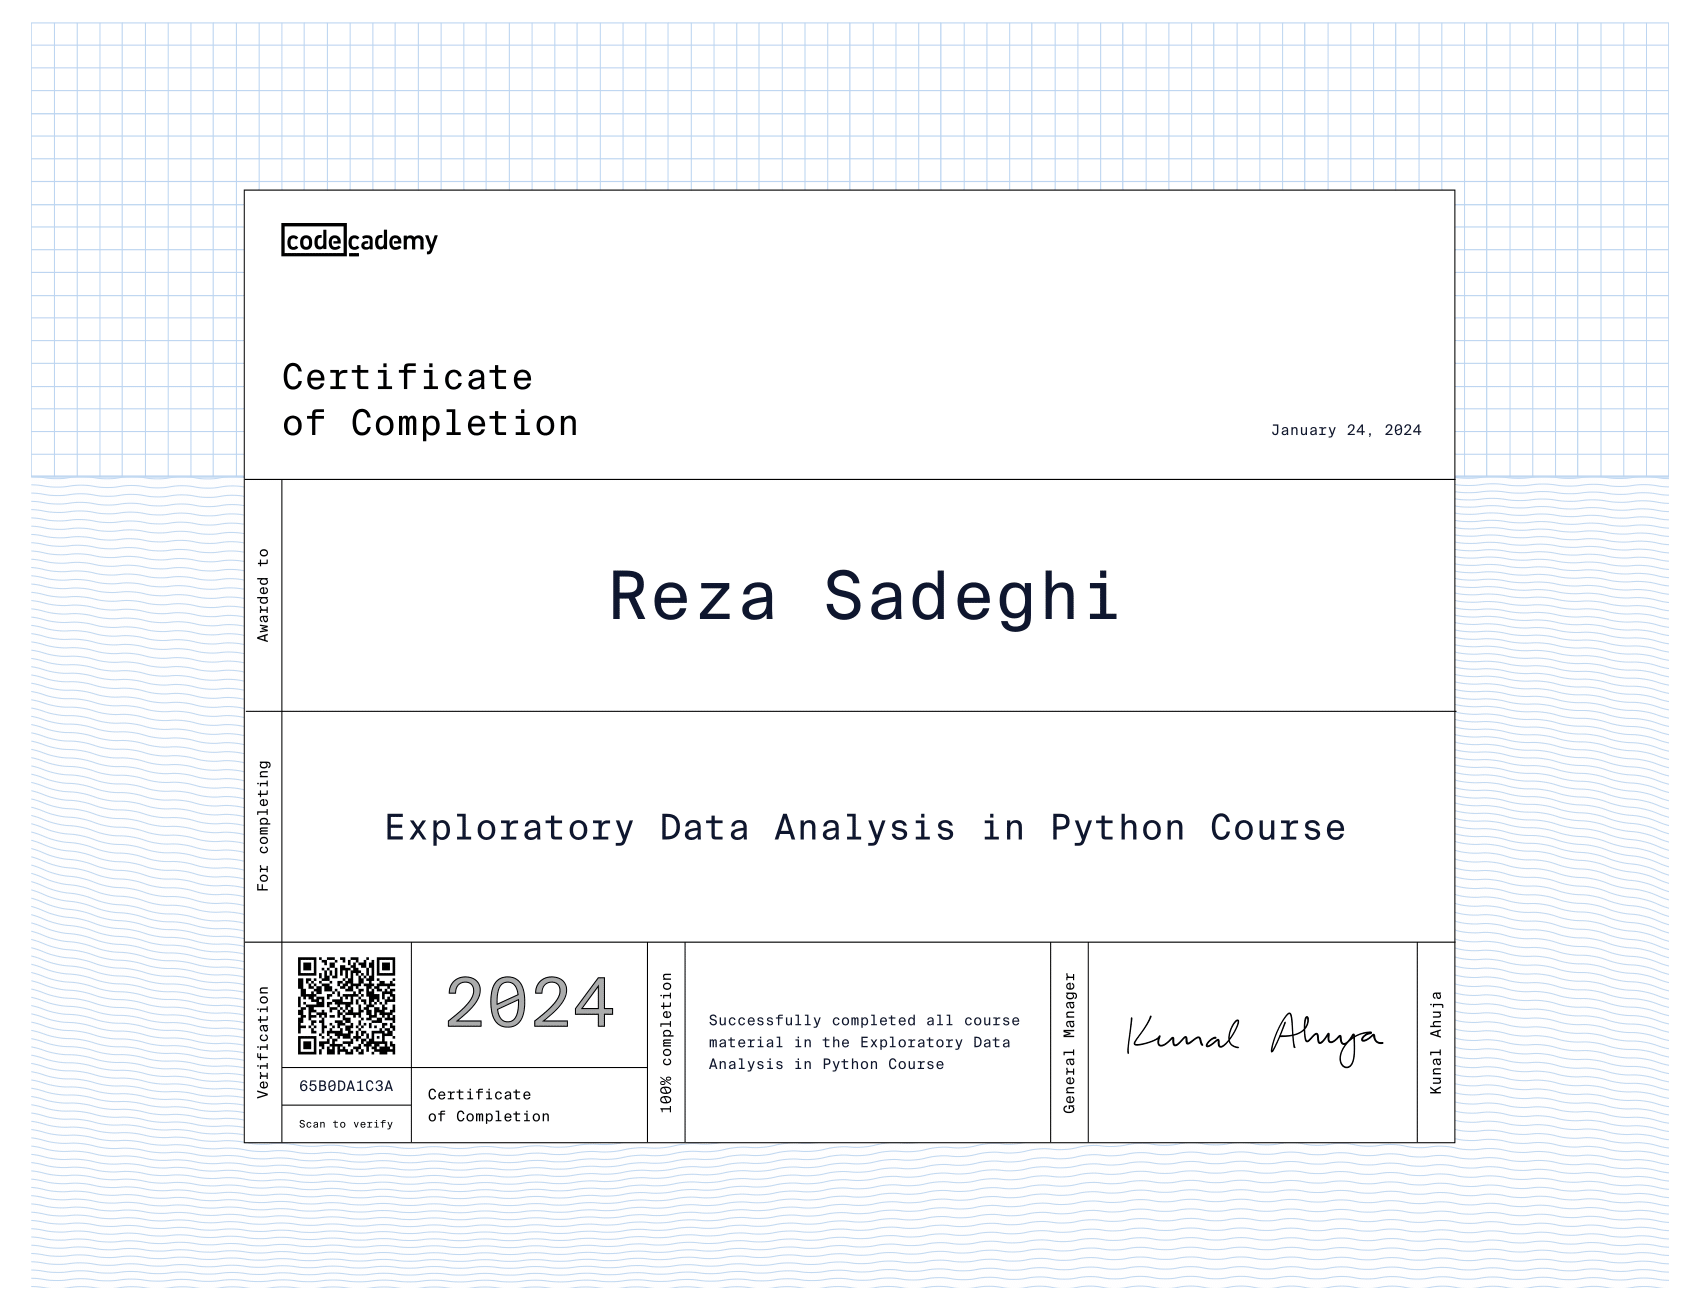 codecademy
Certificate
of Completion
January 24, 2024
Awarded to
Reza Sadeghi
For completing
Exploratory Data Analysis in Python Course
Verification
65B0DA1C3A
Scan to verify
2024
Certificate
of Completion
100% completion
Successfully completed all course
material in the Exploratory Data
Analysis in Python Course
General Manager
Kunal Ahuja
Kunal Ahuja